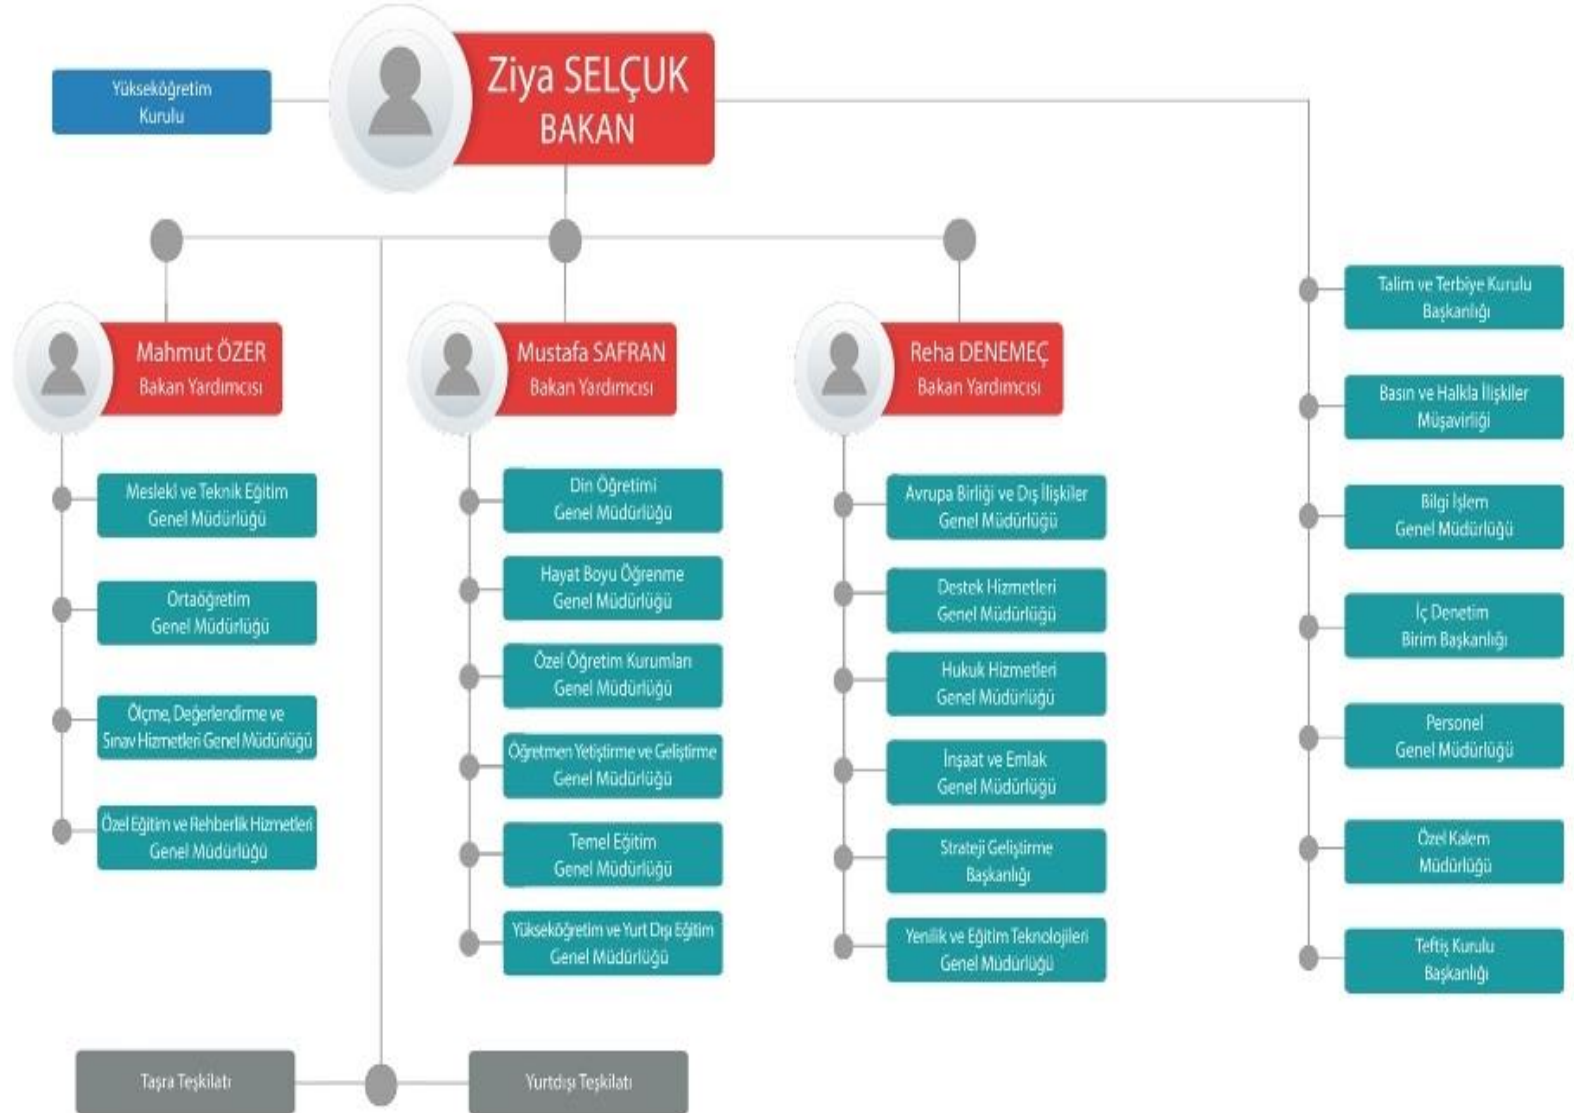 Yükseköğretim
Kurulu
Ziya SELÇUK
BAKAN
Mahmut ÖZER
Bakan Yardımcısı
Meslekî ve Teknik Eğitim
Genel Müdürlüğü
Ortaöğretim
Genel Müdürlüğü
Ölçme, Değerlendirme ve
Sınav Hizmetleri Genel Müdürlüğü
Özel Eğitim ve Rehberlik Hizmetleri
Genel Müdürlüğü
Mustafa SAFRAN
Bakan Yardımcısı
Din Öğretimi
Genel Müdürlüğü
Hayat Boyu Öğrenme
Genel Müdürlüğü
Özel Öğretim Kurumları
Genel Müdürlüğü
Öğretmen Yetiştirme ve Geliştirme
Genel Müdürlüğü
Temel Eğitim
Genel Müdürlüğü
Yükseköğretim ve Yurt Dışı Eğitim
Genel Müdürlüğü
Reha DENEMEÇ
Bakan Yardımcısı
Avrupa Birliği ve Dış İlişkiler
Genel Müdürlüğü
Destek Hizmetleri
Genel Müdürlüğü
Hukuk Hizmetleri
Genel Müdürlüğü
İnşaat ve Emlak
Genel Müdürlüğü
Strateji Geliştirme
Başkanlığı
Yenilik ve Eğitim Teknolojileri
Genel Müdürlüğü
Talim ve Terbiye Kurulu
Başkanlığı
Basın ve Halkla İlişkiler
Müşavirliği
Bilgi İşlem
Genel Müdürlüğü
İç Denetim
Birim Başkanlığı
Personel
Genel Müdürlüğü
Özel Kalem
Müdürlüğü
Teftiş Kurulu
Başkanlığı
Taşra Teşkilatı
Yurtdışı Teşkilatı